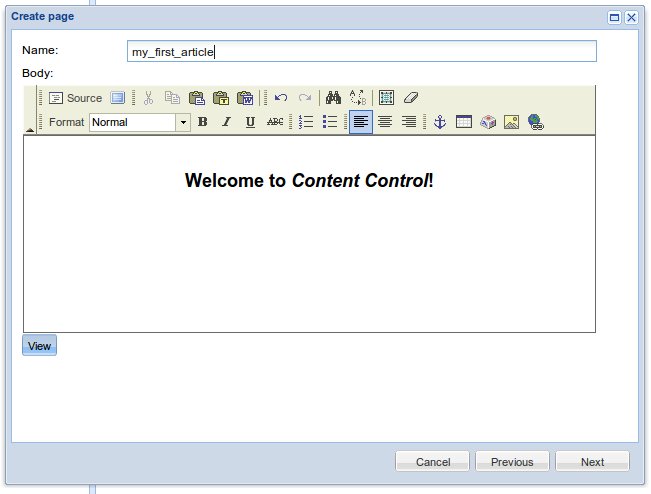 Create page
Name: my_first_article
Body:
Source
Format Normal B I U ABC
Welcome to Content Control!
View
Cancel Previous Next